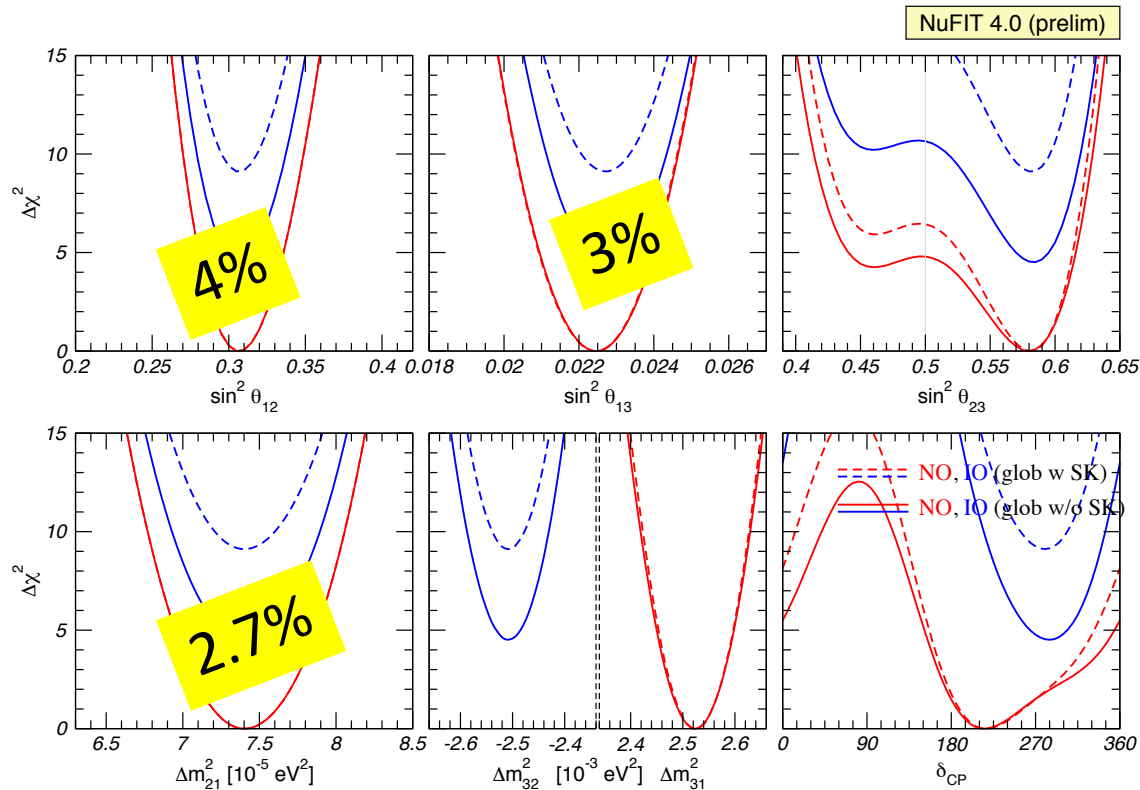 NuFIT 4.0 (prelim)
15
10
5
0
Δχ²
4%
3%
0.2 0.25 0.3 0.35 0.4
0.018 0.02 0.022 0.024 0.026
0.4 0.45 0.5 0.55 0.6 0.65
sin² θ₁₂
sin² θ₁₃
sin² θ₂₃
15
10
5
0
Δχ²
NO, IO (glob w SK)
NO, IO (glob w/o SK)
2.7%
6.5 7 7.5 8 8.5
-2.6 -2.5 -2.4 2.4 2.5 2.6
0 90 180 270 360
Δm²₂₁ [10⁻⁵ eV²]
Δm²₃₂ [10⁻³ eV²] Δm²₃₁
δCP